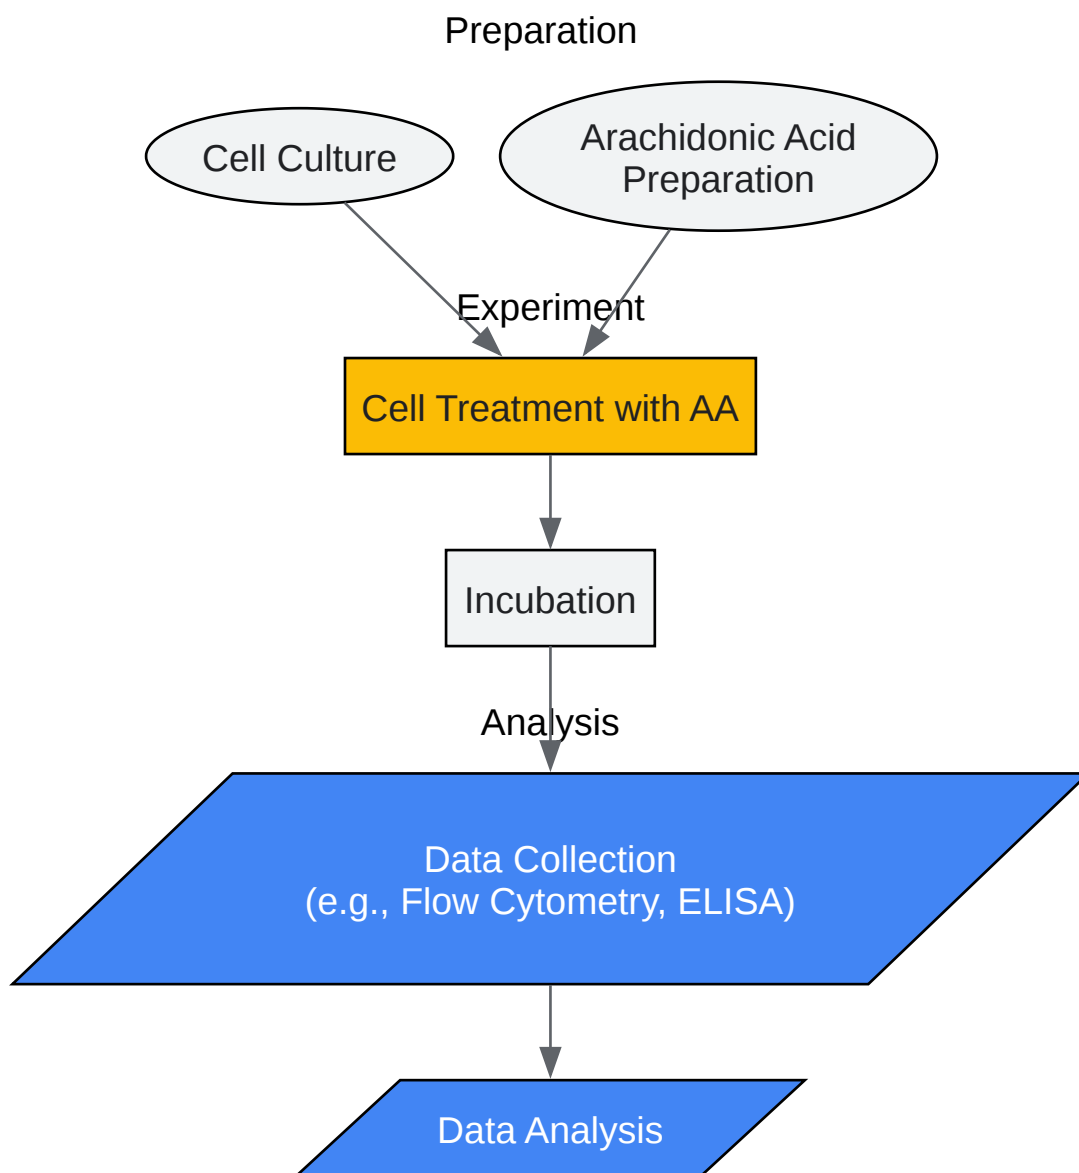 Preparation
Cell Culture
Arachidonic Acid
Preparation
Experiment
Cell Treatment with AA
Incubation
Analysis
Data Collection
(e.g., Flow Cytometry, ELISA)
Data Analysis